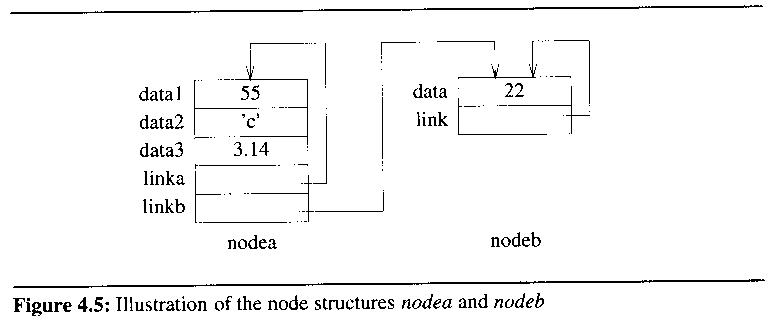 data1 55
data2 'c'
data3 3.14
linka
linkb
nodea
data 22
link
nodeb
Figure 4.5: Illustration of the node structures nodea and nodeb